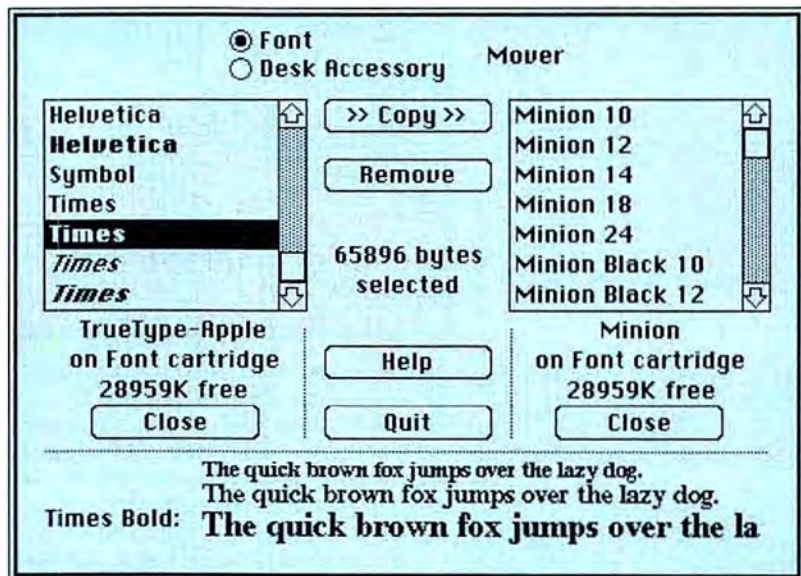 Font
Desk Accessory
Mover
Helvetica
Helvetica
Symbol
Times
Times
Times
Times
>> Copy >>
Remove
65896 bytes
selected
Minion 10
Minion 12
Minion 14
Minion 18
Minion 24
Minion Black 10
Minion Black 12
TrueType-Apple
on Font cartridge
28959K free
Close
Help
Quit
Minion
on Font cartridge
28959K free
Close
Times Bold:
The quick brown fox jumps over the lazy dog.
The quick brown fox jumps over the lazy dog.
The quick brown fox jumps over the la